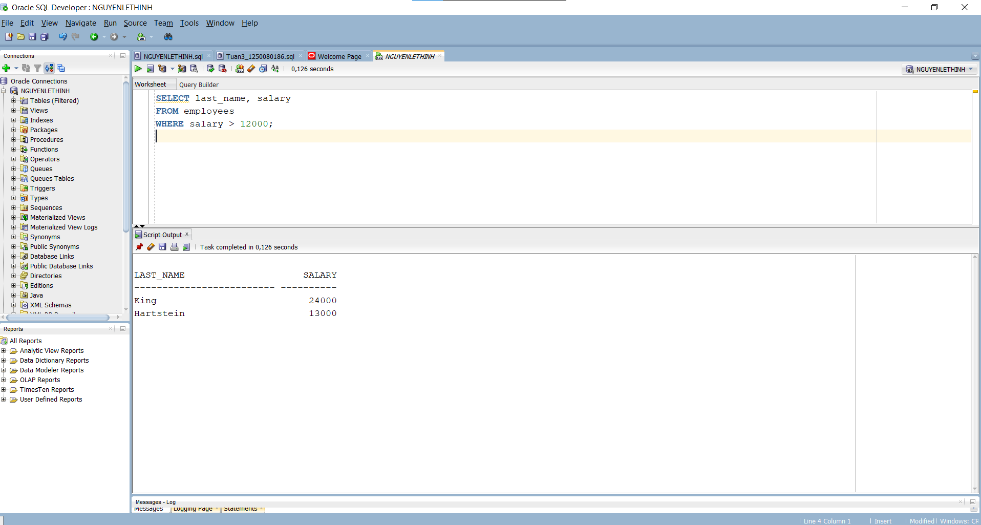 Oracle SQL Developer : NGUYENLETHINH
File Edit View Navigate Run Source Team Tools Window Help
Connections
NGUYENLETHINH.sql Tuan3_1250080186.sql Welcome Page NGUYENLETHINH
0,126 seconds NGUYENLETHINH
Worksheet Query Builder
SELECT last_name, salary
FROM employees
WHERE salary > 12000;
Oracle Connections
NGUYENLETHINH
Tables (Filtered)
Views
Indexes
Packages
Procedures
Functions
Operators
Queues
Queues Tables
Triggers
Types
Sequences
Materialized Views
Materialized View Logs
Synonyms
Public Synonyms
Database Links
Public Database Links
Directories
Editions
Java
XML Schemas
Reports
All Reports
Analytic View Reports
Data Dictionary Reports
Data Modeler Reports
OLAP Reports
TimesTen Reports
User Defined Reports
Script Output
Task completed in 0,126 seconds
LAST_NAME SALARY
------------------------- ----------
King 24000
Hartstein 13000
Messages - Log
Messages Logging Page Statements
Line 4 Column 1 | Insert | Modified | Windows: CF